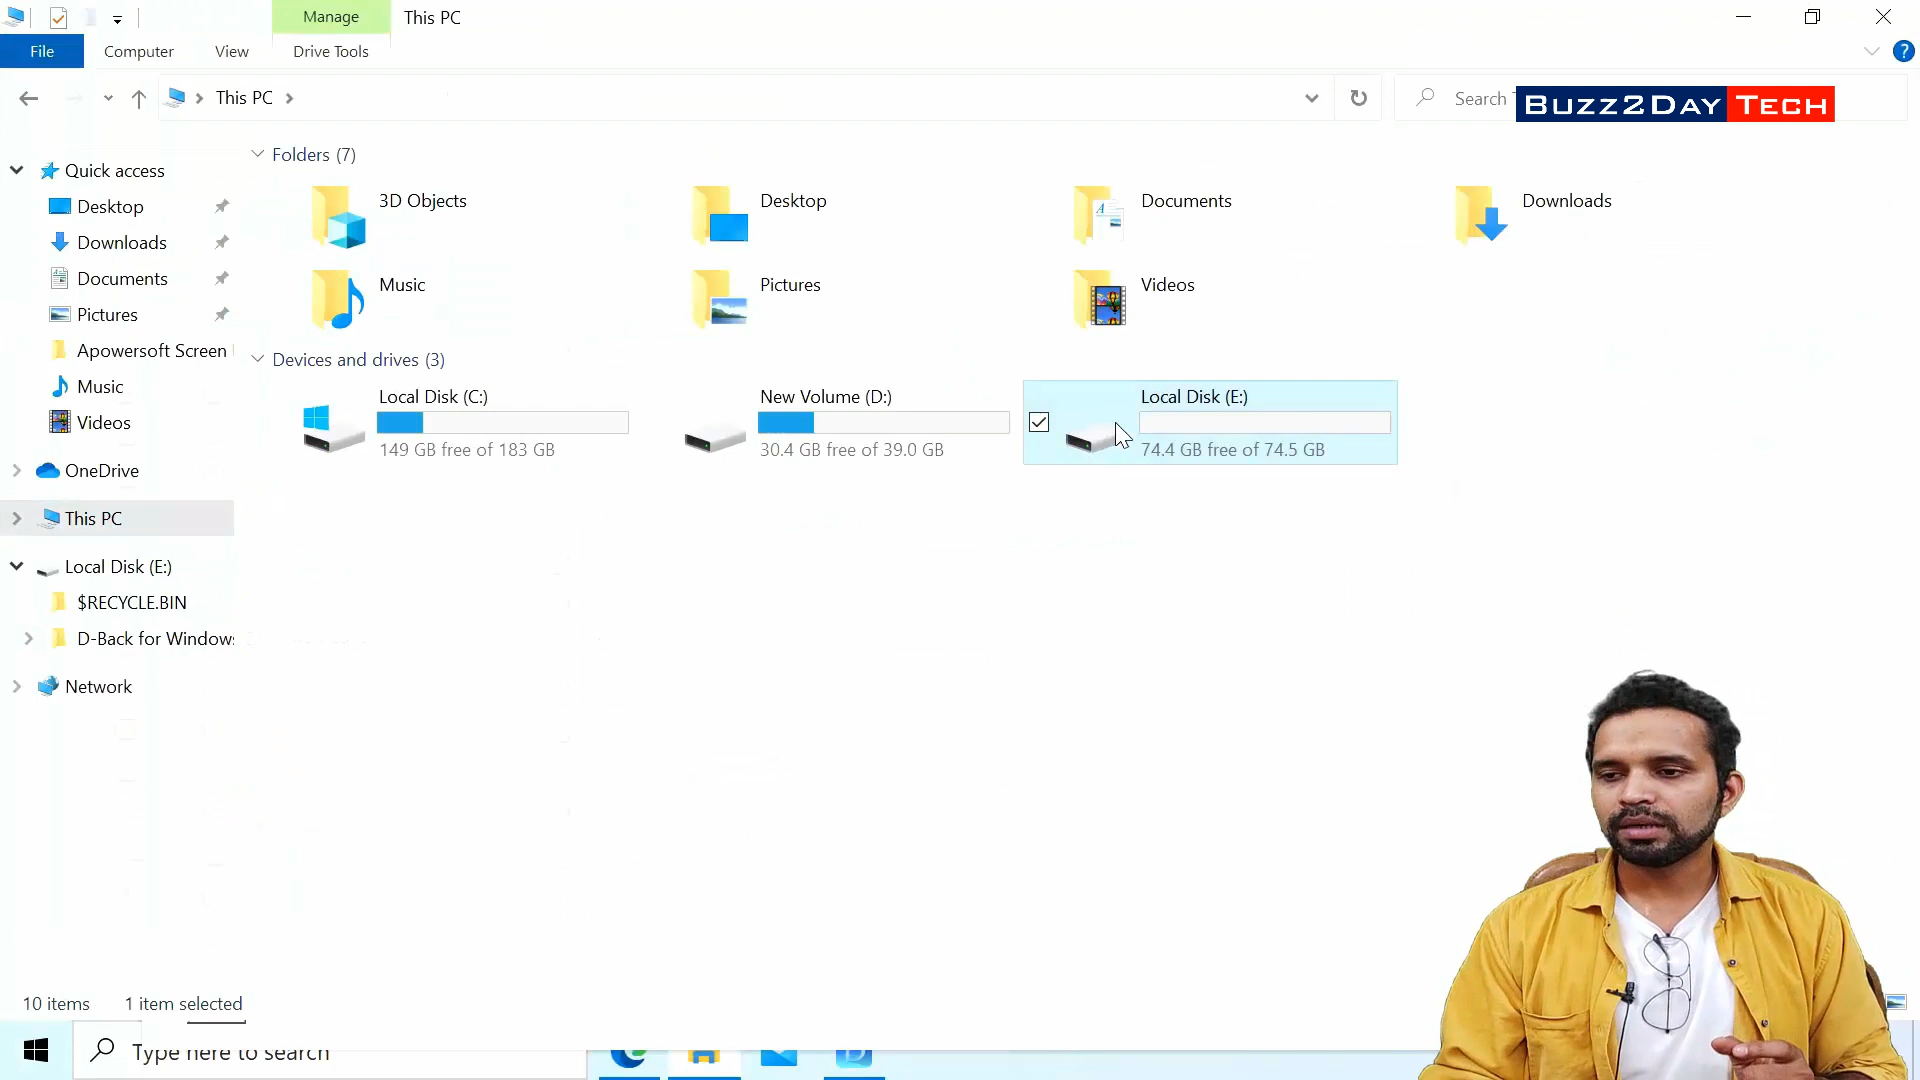 Manage
This PC
File
Computer
View
Drive Tools
This PC
Search
BUZZ2DAY TECH
Quick access
Desktop
Downloads
Documents
Pictures
Apowersoft Screen
Music
Videos
OneDrive
This PC
Local Disk (E:)
$RECYCLE.BIN
D-Back for Window
Network
Folders (7)
3D Objects
Desktop
Documents
Downloads
Music
Pictures
Videos
Devices and drives (3)
Local Disk (C:)
149 GB free of 183 GB
New Volume (D:)
30.4 GB free of 39.0 GB
Local Disk (E:)
74.4 GB free of 74.5 GB
10 items
1 item selected
Type here to search